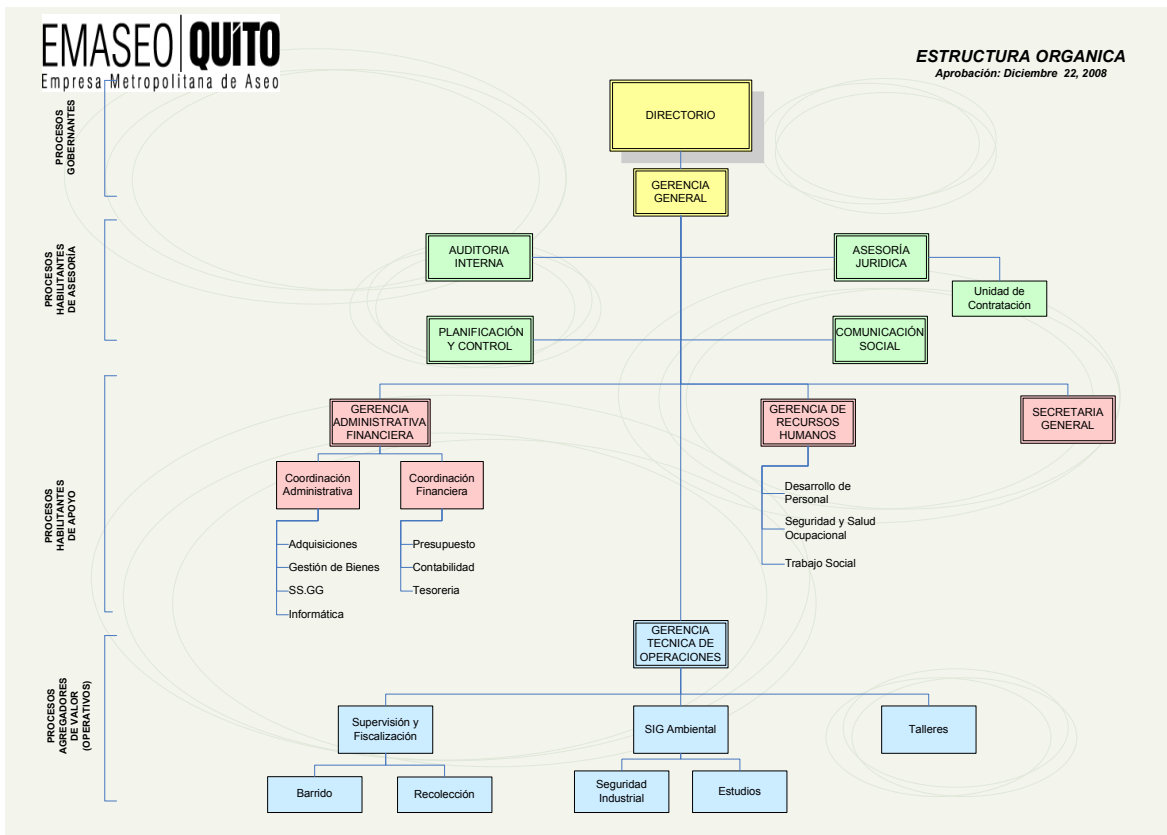 EMASEO QUITO
Empresa Metropolitana de Aseo
ESTRUCTURA ORGANICA
Aprobación: Diciembre 22, 2008
PROCESOS
GOBERNANTES
DIRECTORIO
GERENCIA
GENERAL
PROCESOS
HABILITANTES
DE ASESORÍA
AUDITORIA
INTERNA
ASESORÍA
JURIDICA
Unidad de
Contratación
PLANIFICACIÓN
Y CONTROL
COMUNICACIÓN
SOCIAL
PROCESOS
HABILITANTES
DE APOYO
GERENCIA
ADMINISTRATIVA
FINANCIERA
GERENCIA DE
RECURSOS
HUMANOS
SECRETARIA
GENERAL
Coordinación
Administrativa
Coordinación
Financiera
Adquisiciones
Gestión de Bienes
SS.GG
Informática
Presupuesto
Contabilidad
Tesoreria
Desarrollo de
Personal
Seguridad y Salud
Ocupacional
Trabajo Social
PROCESOS
AGREGADORES
DE VALOR
(OPERATIVOS)
GERENCIA
TECNICA DE
OPERACIONES
Supervisión y
Fiscalización
SIG Ambiental
Talleres
Barrido
Recolección
Seguridad
Industrial
Estudios